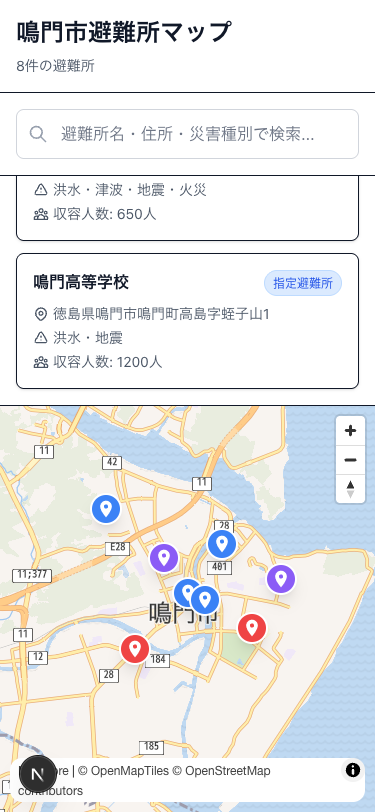 鳴門市避難所マップ
8件の避難所
避難所名・住所・災害種別で検索...
洪水・津波・地震・火災
収容人数: 650人
鳴門高等学校
指定避難所
徳島県鳴門市鳴門町高島字蛭子山1
洪水・地震
収容人数: 1200人
11
42
11
28
E28
401
11;377
鳴門市
11
12
184
28
185
re | © OpenMapTiles © OpenStreetMap
contributors
N